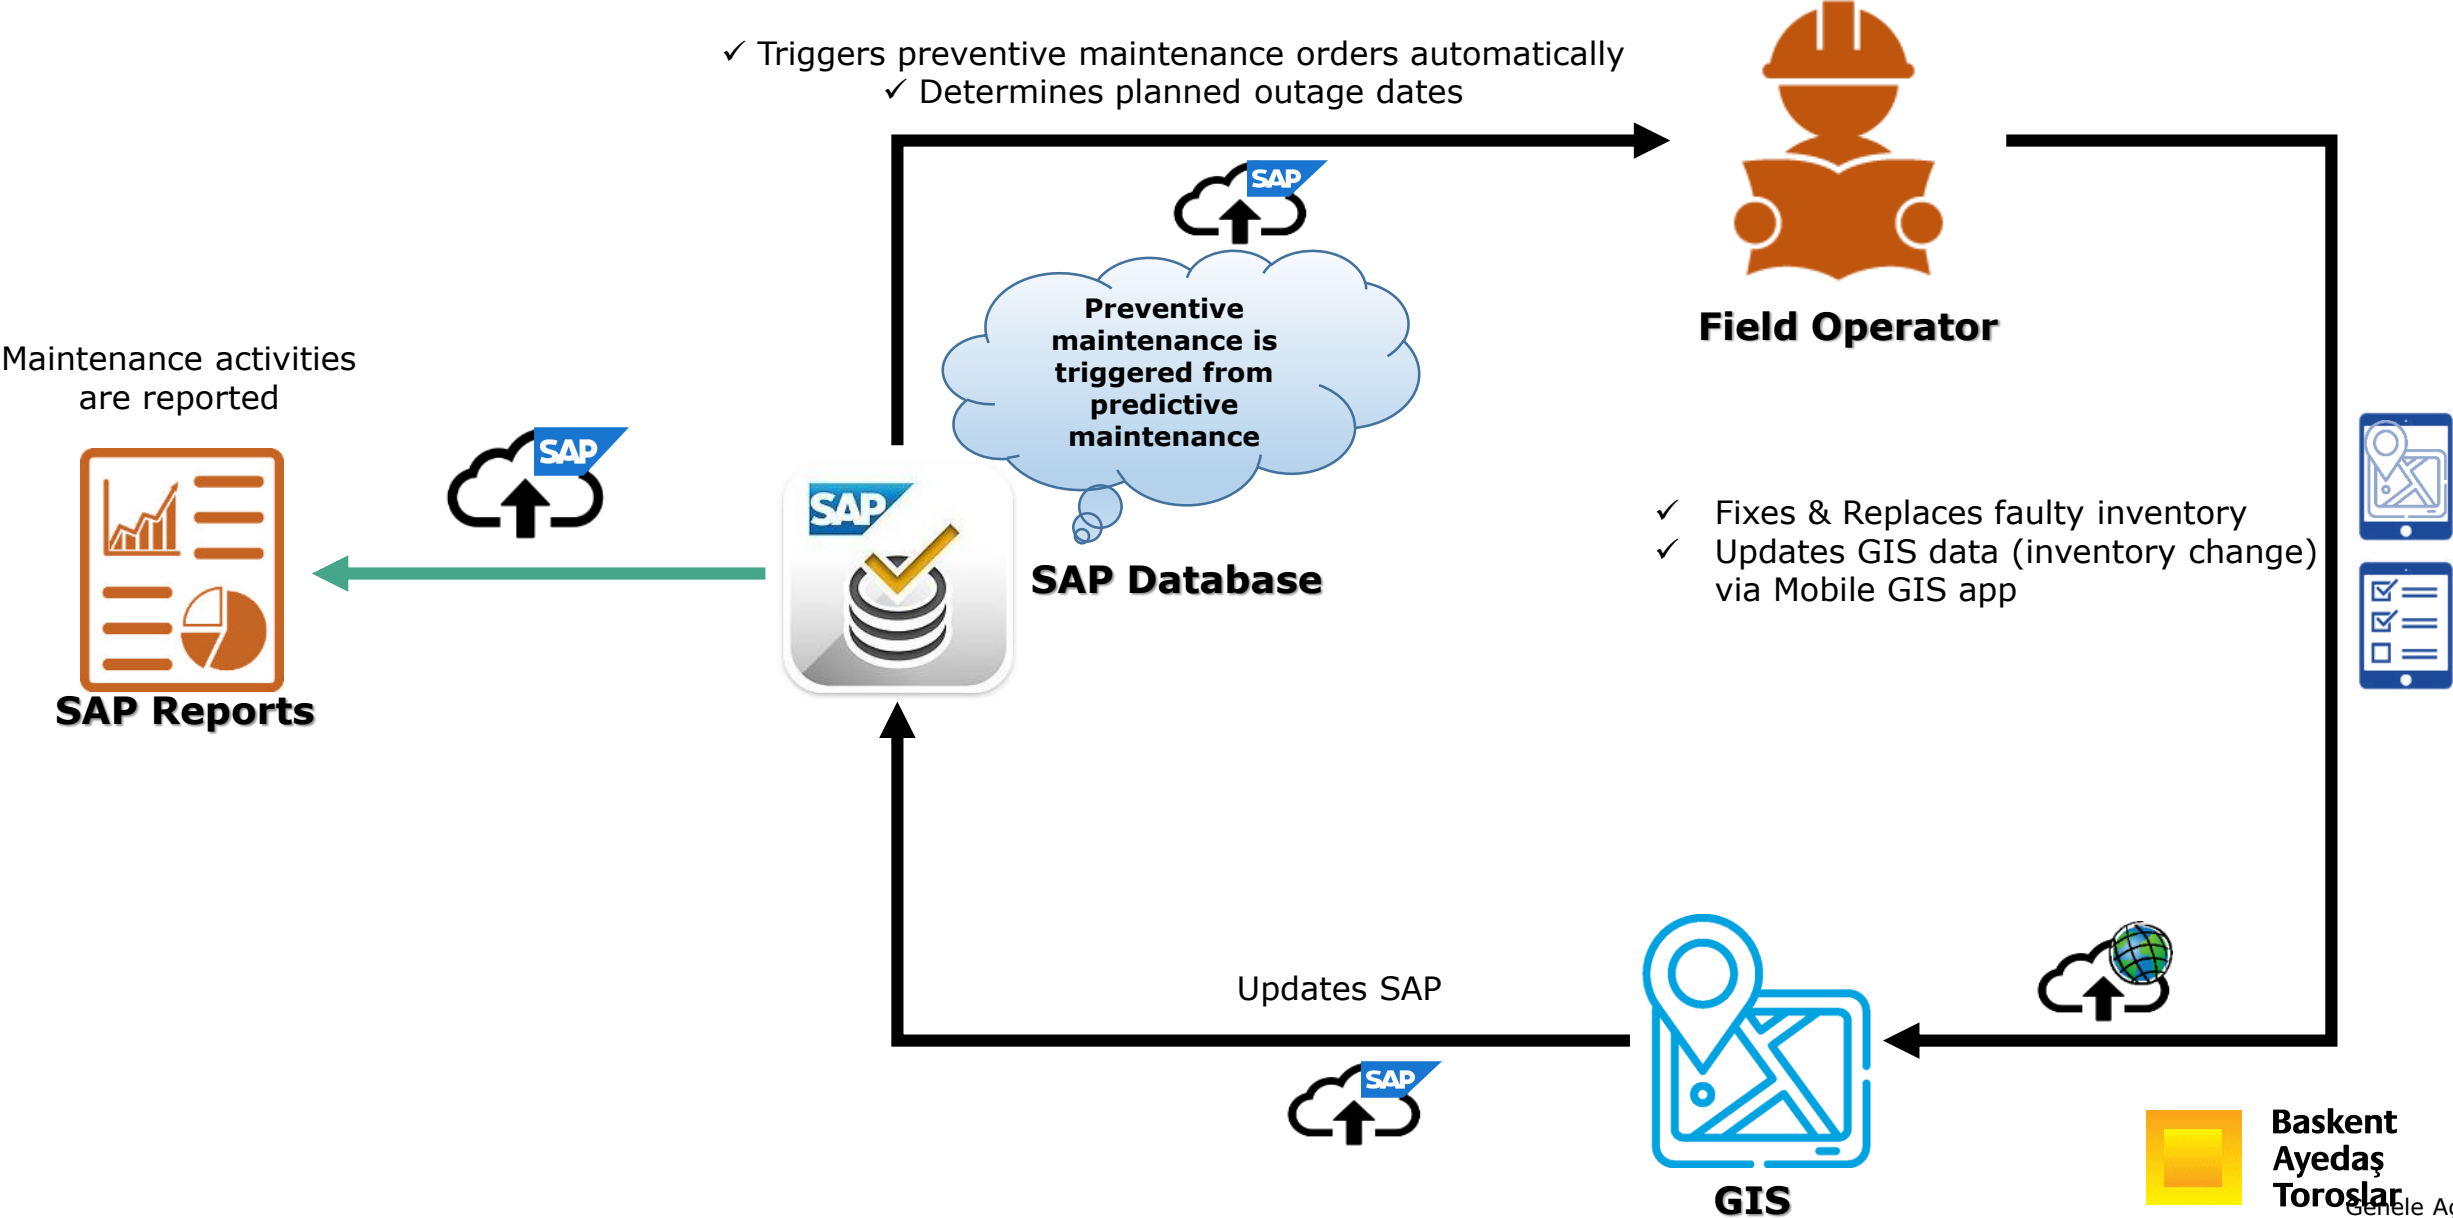 ✓ Triggers preventive maintenance orders automatically
✓ Determines planned outage dates
SAP
Preventive
maintenance is
triggered from
predictive
maintenance
Field Operator
Maintenance activities
are reported
SAP
SAP
SAP Database
SAP Reports
✓ Fixes & Replaces faulty inventory
✓ Updates GIS data (inventory change)
via Mobile GIS app
Updates SAP
SAP
GIS
Baskent
Ayedaş
Toroslar